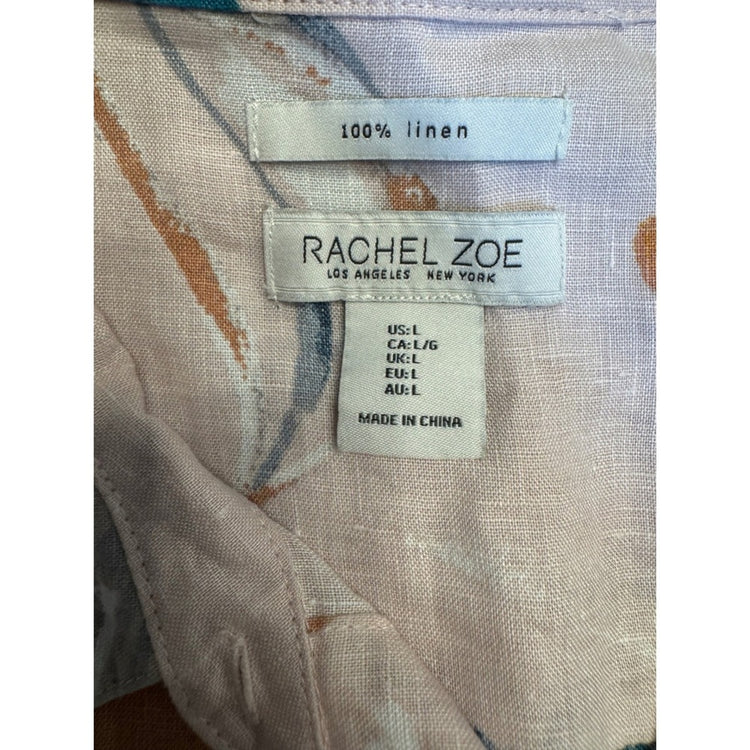 100% linen
RACHEL ZOE
LOS ANGELES NEW YORK
US: L
CA: L/G
UK: L
EU: L
AU: L
MADE IN CHINA